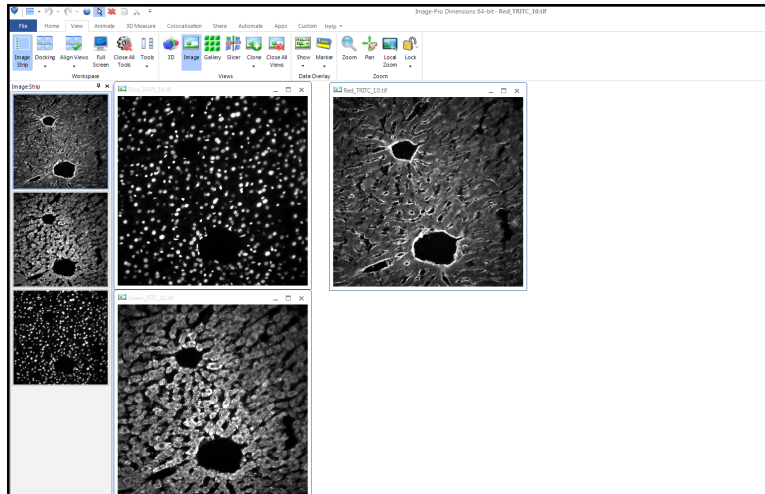 Image-Pro Dimensions 64-bit - Red_TRITC_10.tif
File Home View Animate 3D Measure Colocalization Share Automate Apps Custom Help
Image Strip Docking Align Views Full Screen Close All Tools Tools 3D Image Gallery Slicer Clone Close All Views Show Marker Zoom Pan Local Zoom Lock
Workspace Views Data Overlay Zoom
Image Strip
Blue_DAPI_10.tif
Red_TRITC_10.tif
Green_FITC_10.tif